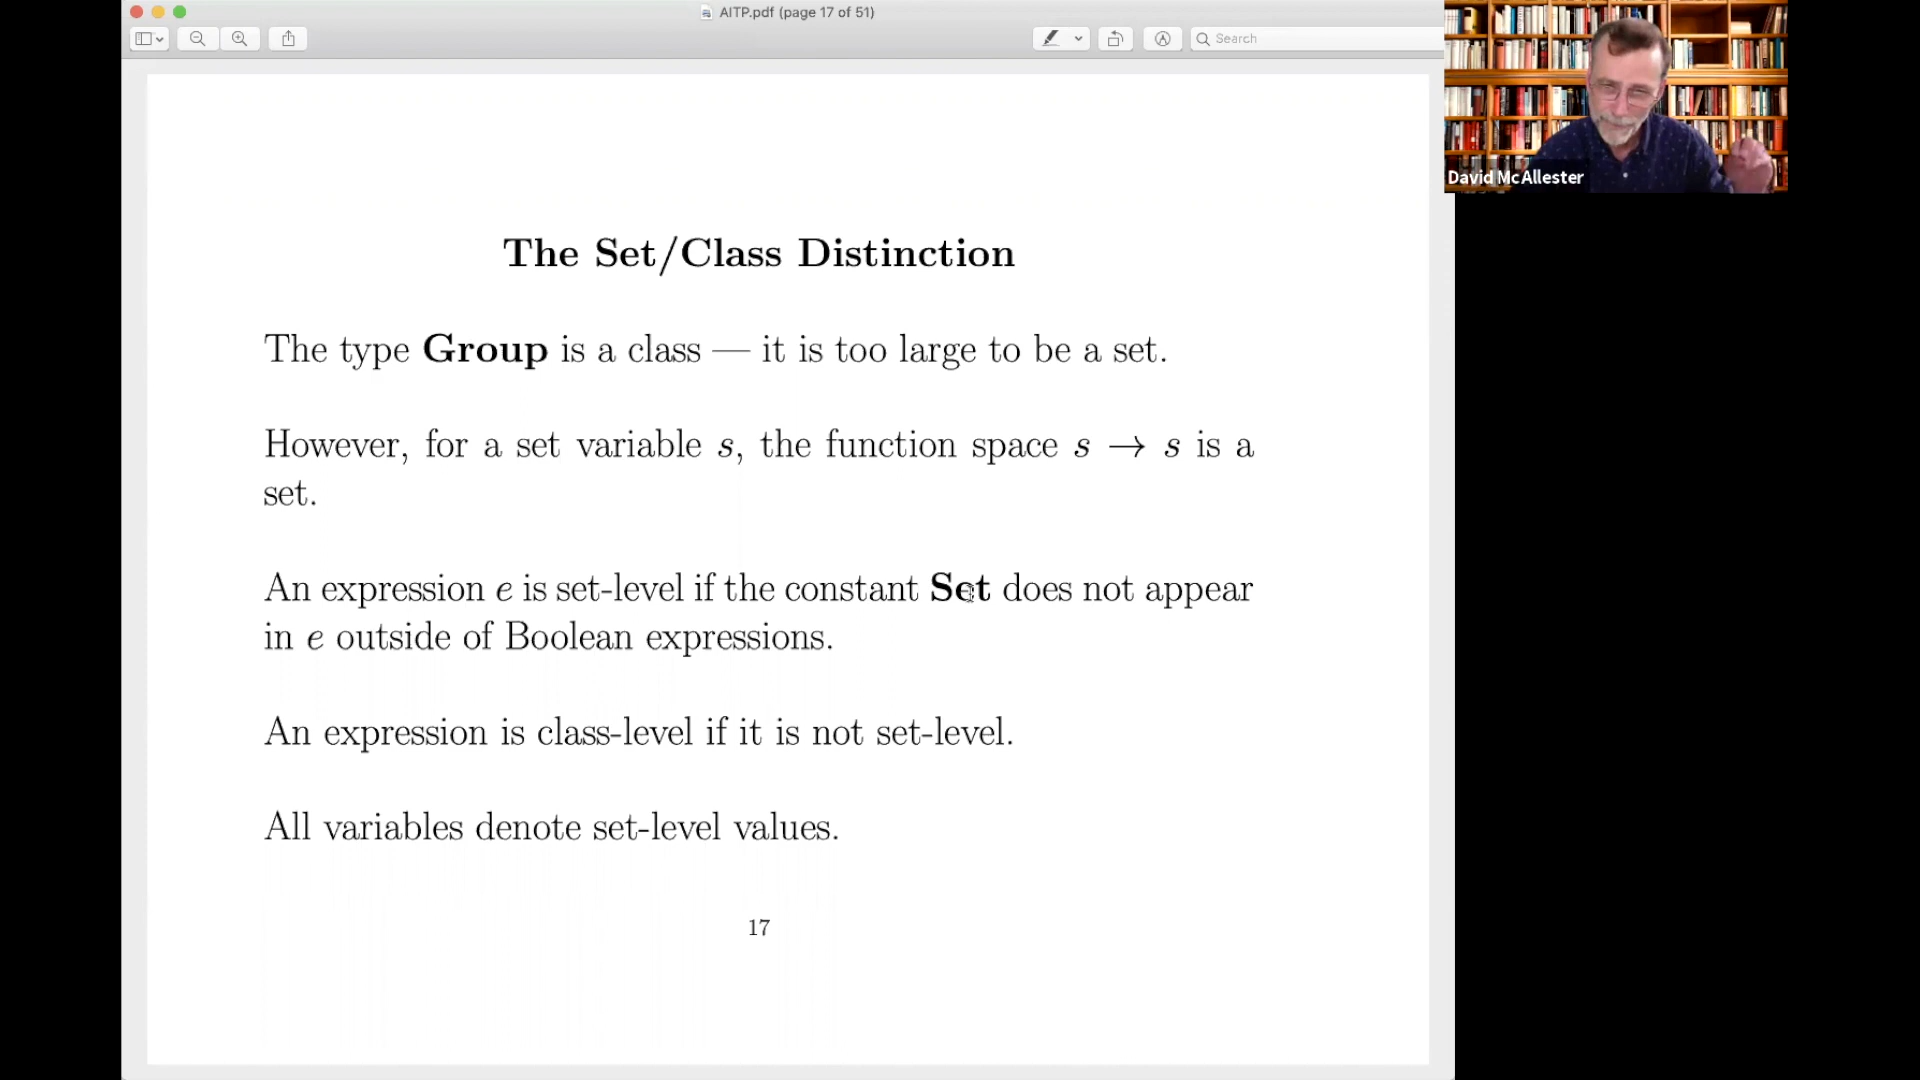 AITP.pdf (page 17 of 51)
Search
David McAllester
The Set/Class Distinction
The type Group is a class — it is too large to be a set.
However, for a set variable s, the function space s → s is a
set.
An expression e is set-level if the constant Set does not appear
in e outside of Boolean expressions.
An expression is class-level if it is not set-level.
All variables denote set-level values.
17